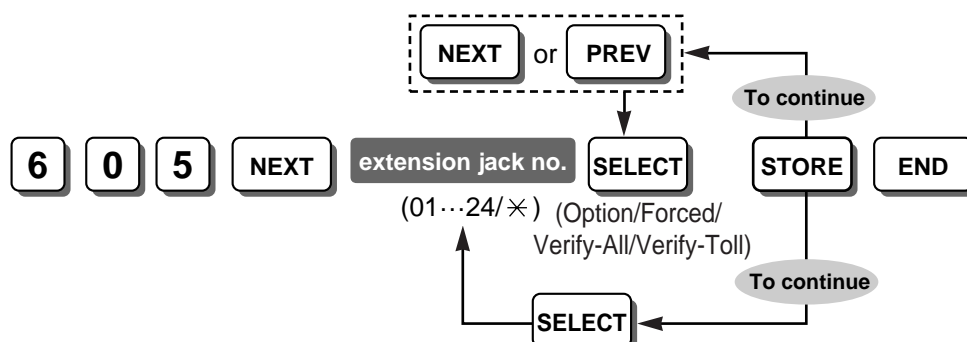 NEXT or PREV
To continue
6 0 5 NEXT extension jack no. SELECT STORE END
(01···24/✳) (Option/Forced/
Verify-All/Verify-Toll)
To continue
SELECT